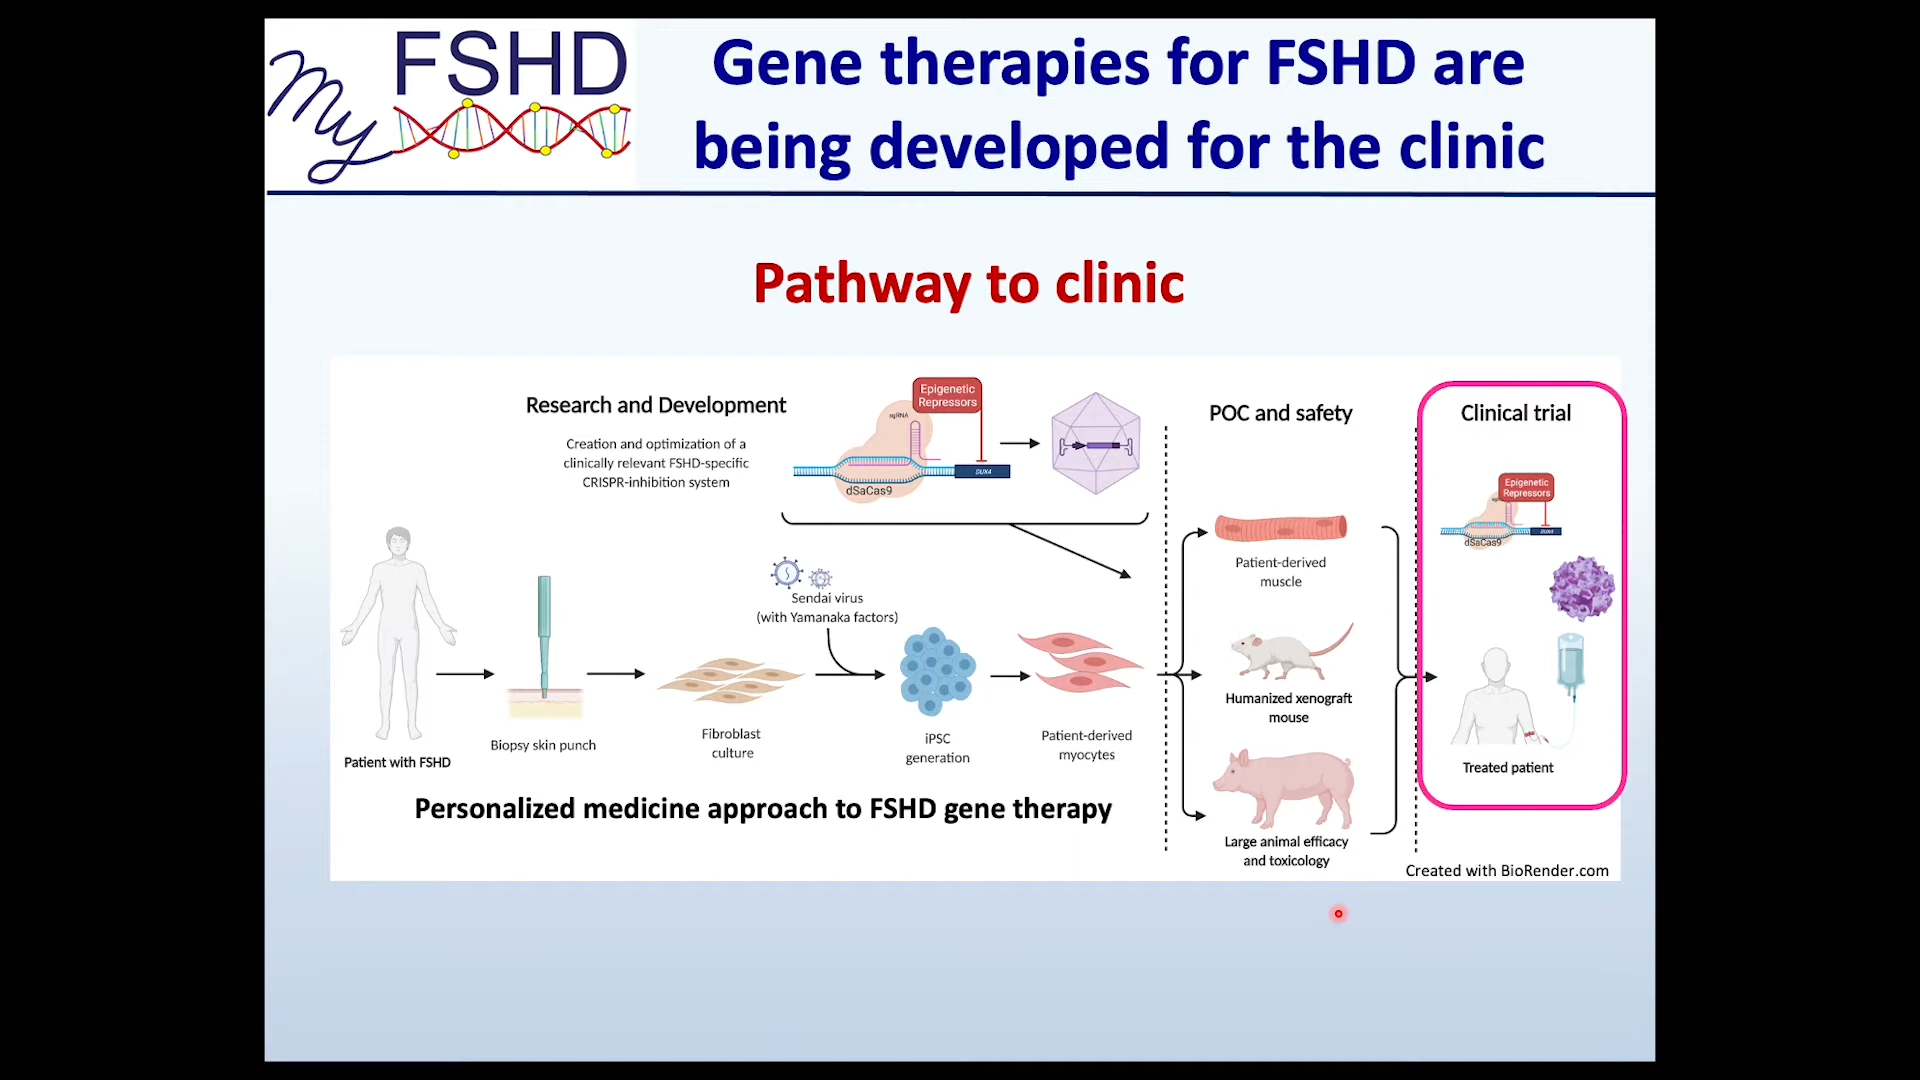 My FSHD
Gene therapies for FSHD are
being developed for the clinic
Pathway to clinic
Research and Development
Creation and optimization of a
clinically relevant FSHD-specific
CRISPR-inhibition system
Epigenetic
Repressors
sgRNA
DUX4
dSaCas9
Sendai virus
(with Yamanaka factors)
Patient with FSHD
Biopsy skin punch
Fibroblast
culture
iPSC
generation
Patient-derived
myocytes
Personalized medicine approach to FSHD gene therapy
POC and safety
Patient-derived
muscle
Humanized xenograft
mouse
Large animal efficacy
and toxicology
Clinical trial
Epigenetic
Repressors
DUX4
dSaCas9
Treated patient
Created with BioRender.com